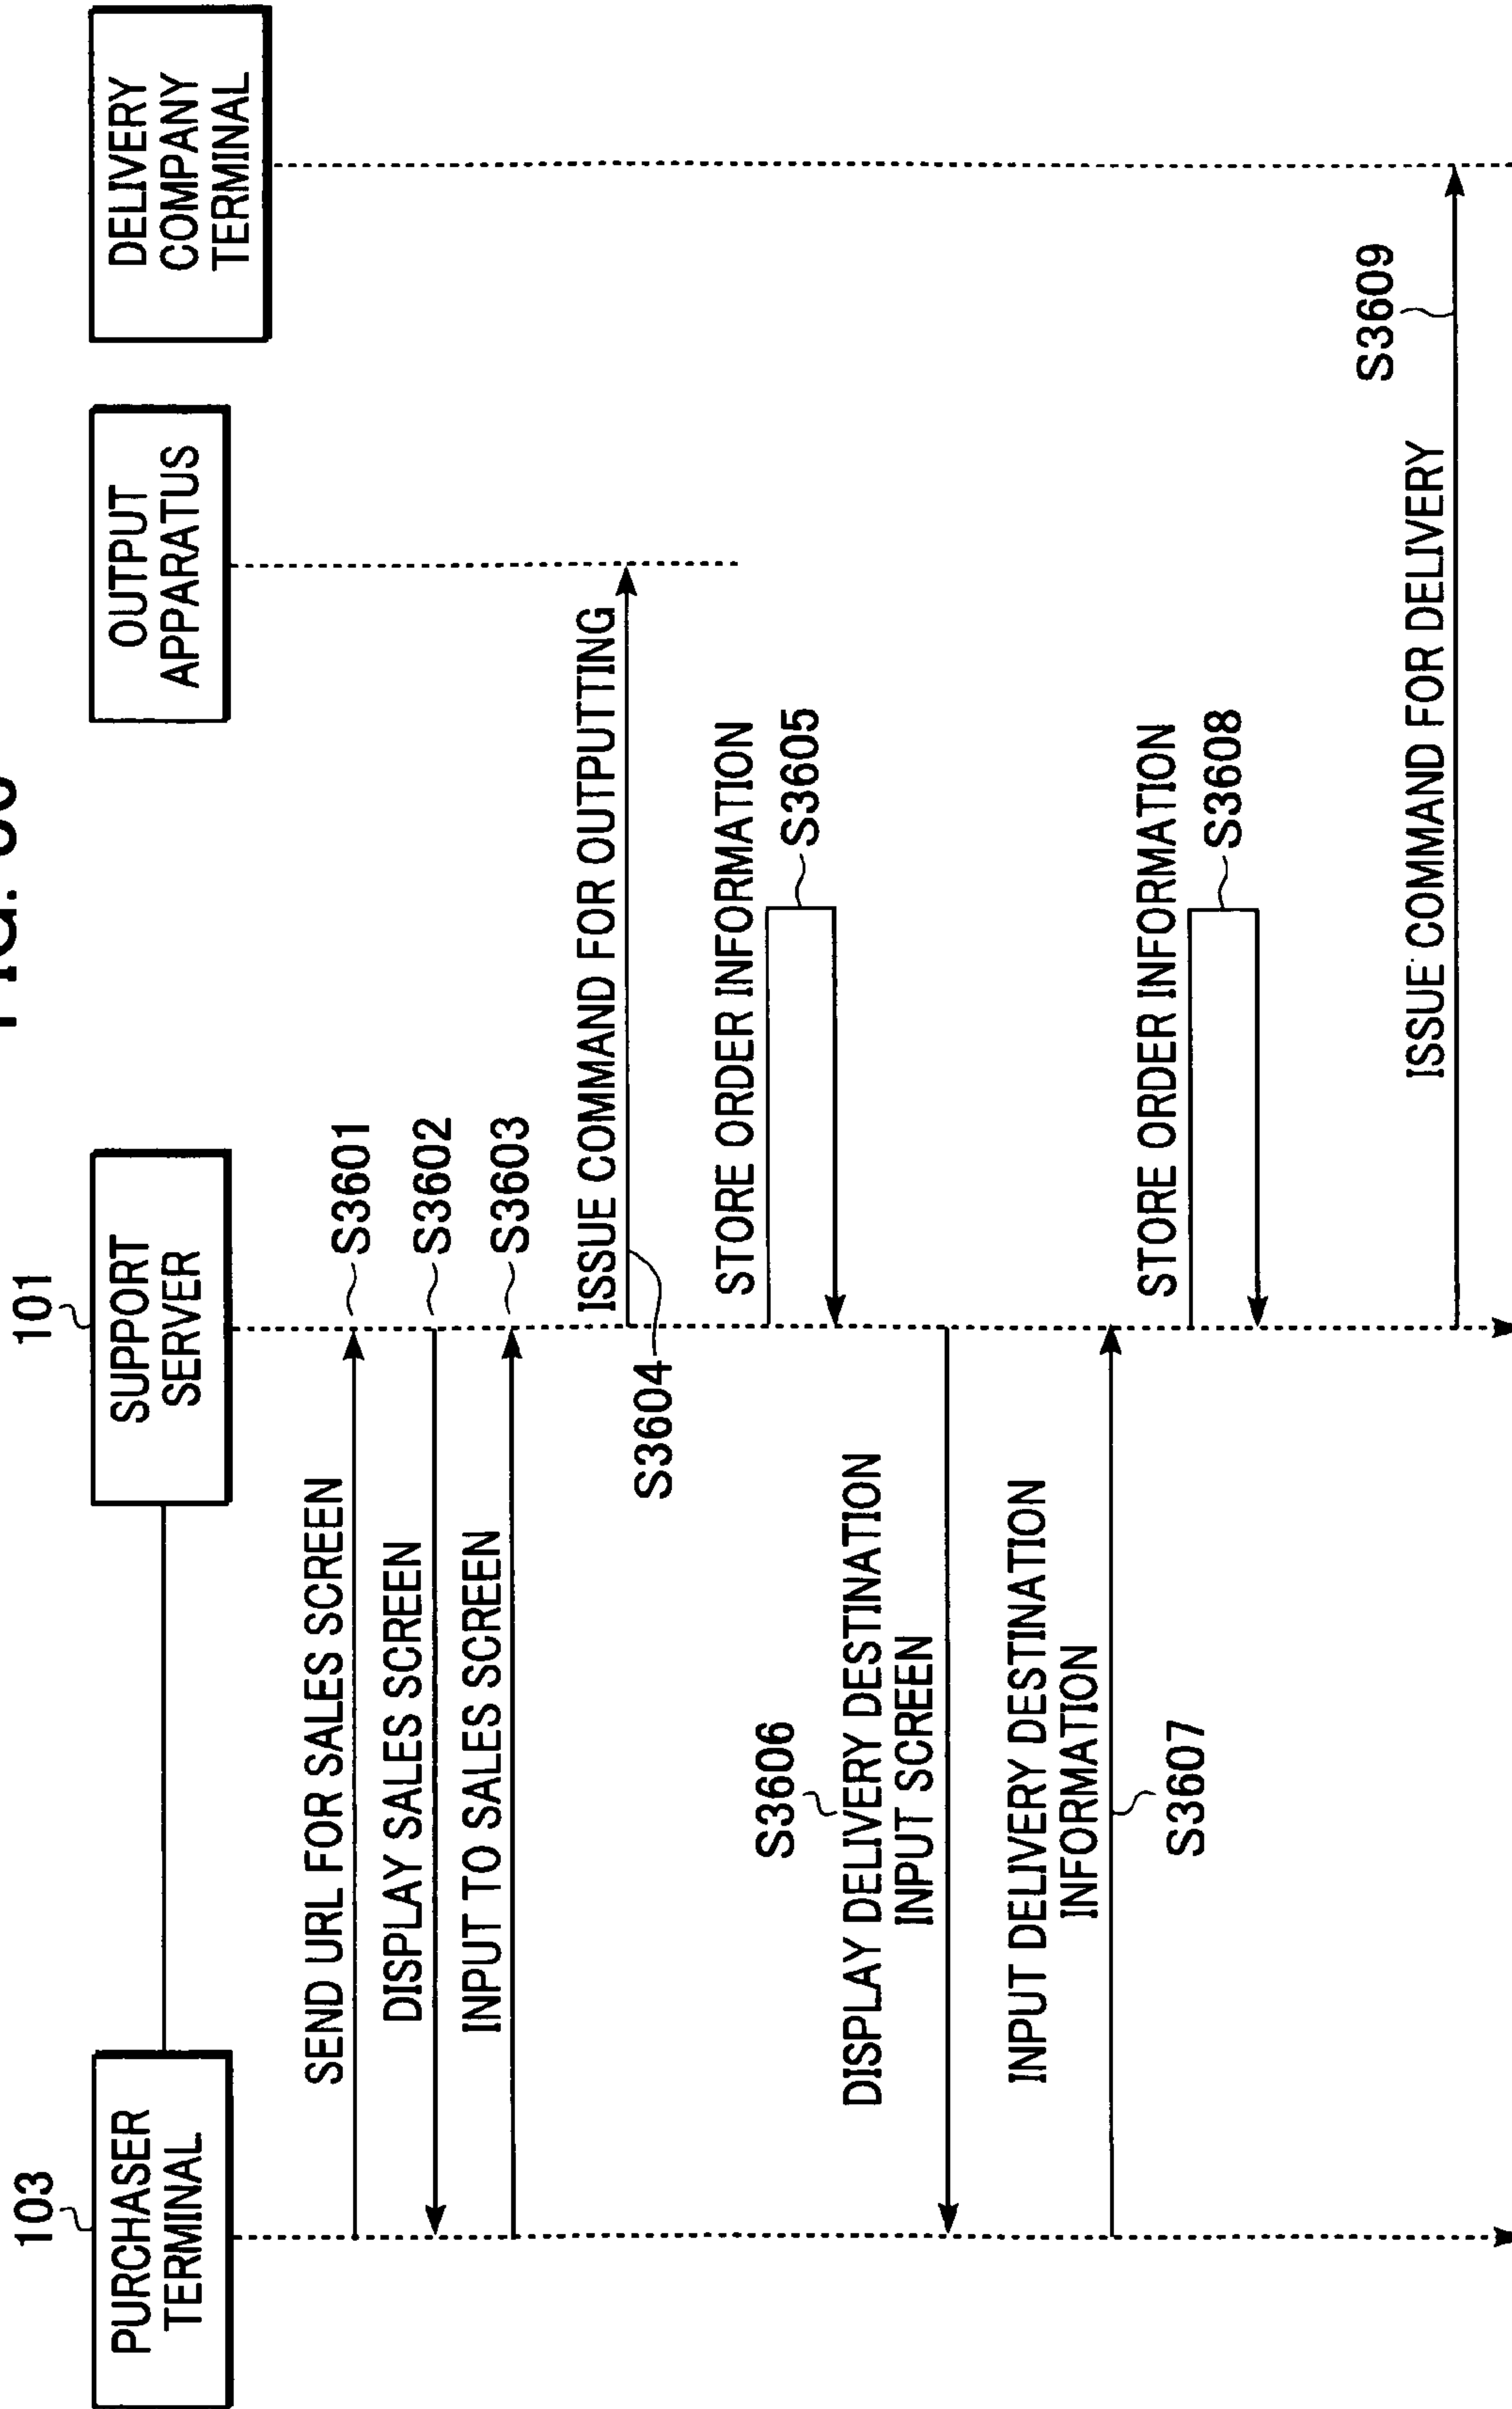 FIG.
103
PURCHASER
TERMINAL
101
SUPPORT
SERVER
OUTPUT
APPARATUS
DELIVERY
COMPANY
TERMINAL
SEND URL FOR SALES SCREEN
S3601
DISPLAY SALES SCREEN
S3602
INPUT TO SALES SCREEN
S3603
ISSUE COMMAND FOR OUTPUTTING
S3604
STORE ORDER INFORMATION
S3605
S3606
DISPLAY DELIVERY DESTINATION
INPUT SCREEN
INPUT DELIVERY DESTINATION
INFORMATION
S3607
STORE ORDER INFORMATION
S3608
ISSUE COMMAND FOR DELIVERY
S3609